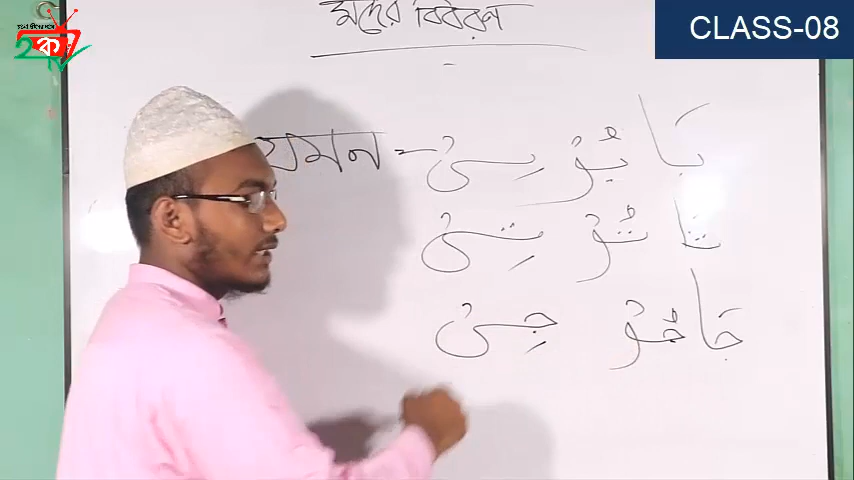 CLASS-08
মদের বিবরণ
যেমন - بَا بُوْ بِىْ
تَا تُوْ تِىْ
جَا جُوْ جِىْ